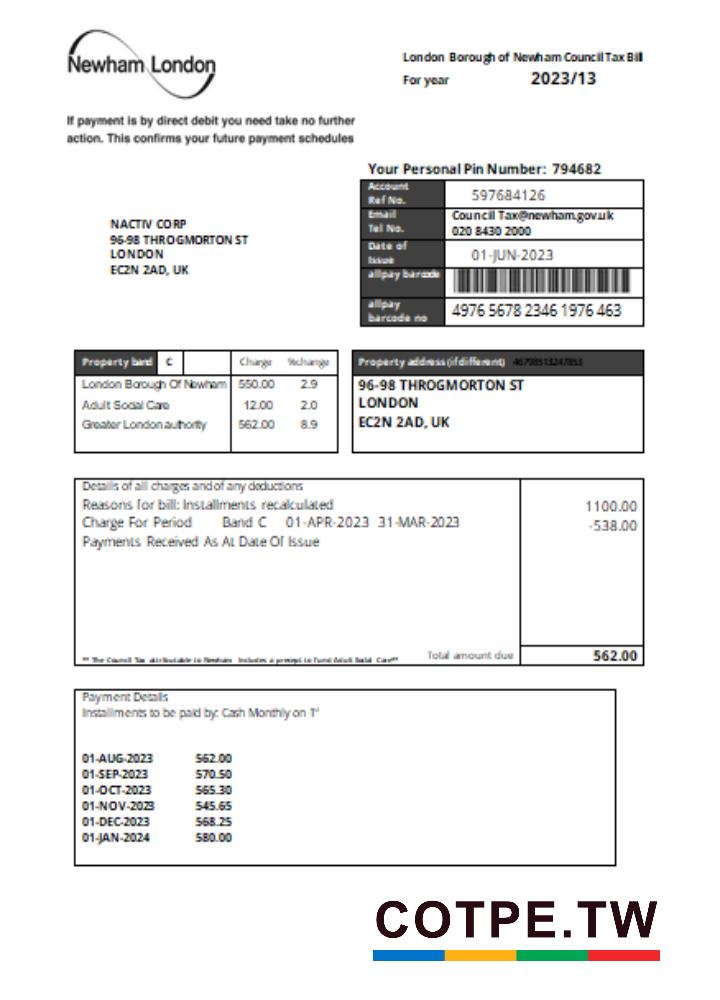 Newham London
London Borough of Newham Council Tax Bill
For year 2023/13
If payment is by direct debit you need take no further
action. This confirms your future payment schedules
Your Personal Pin Number: 794682
Account
Ref No. 597684126
Email Council Tax@newham.gov.uk
Tel No. 020 8430 2000
Date of
Issue 01-JUN-2023
allpay barcode
allpay
barcode no 4976 5678 2346 1976 463
NACTIV CORP
96-98 THROGMORTON ST
LONDON
EC2N 2AD, UK
Property band C Charge %change
London Borough Of Newham 550.00 2.9
Adult Social Care 12.00 2.0
Greater London authority 562.00 8.9
Property address (if different)
96-98 THROGMORTON ST
LONDON
EC2N 2AD, UK
Details of all charges and of any deductions
Reasons for bill: Installments recalculated 1100.00
Charge For Period Band C 01-APR-2023 31-MAR-2023 -538.00
Payments Received As At Date Of Issue
** The Council Tax attributable to Newham includes a precept to fund Adult Social Care**
Total amount due 562.00
Payment Details
Installments to be paid by: Cash Monthly on 1"
01-AUG-2023 562.00
01-SEP-2023 570.50
01-OCT-2023 565.30
01-NOV-2023 545.65
01-DEC-2023 568.25
01-JAN-2024 580.00
COTPE.TW